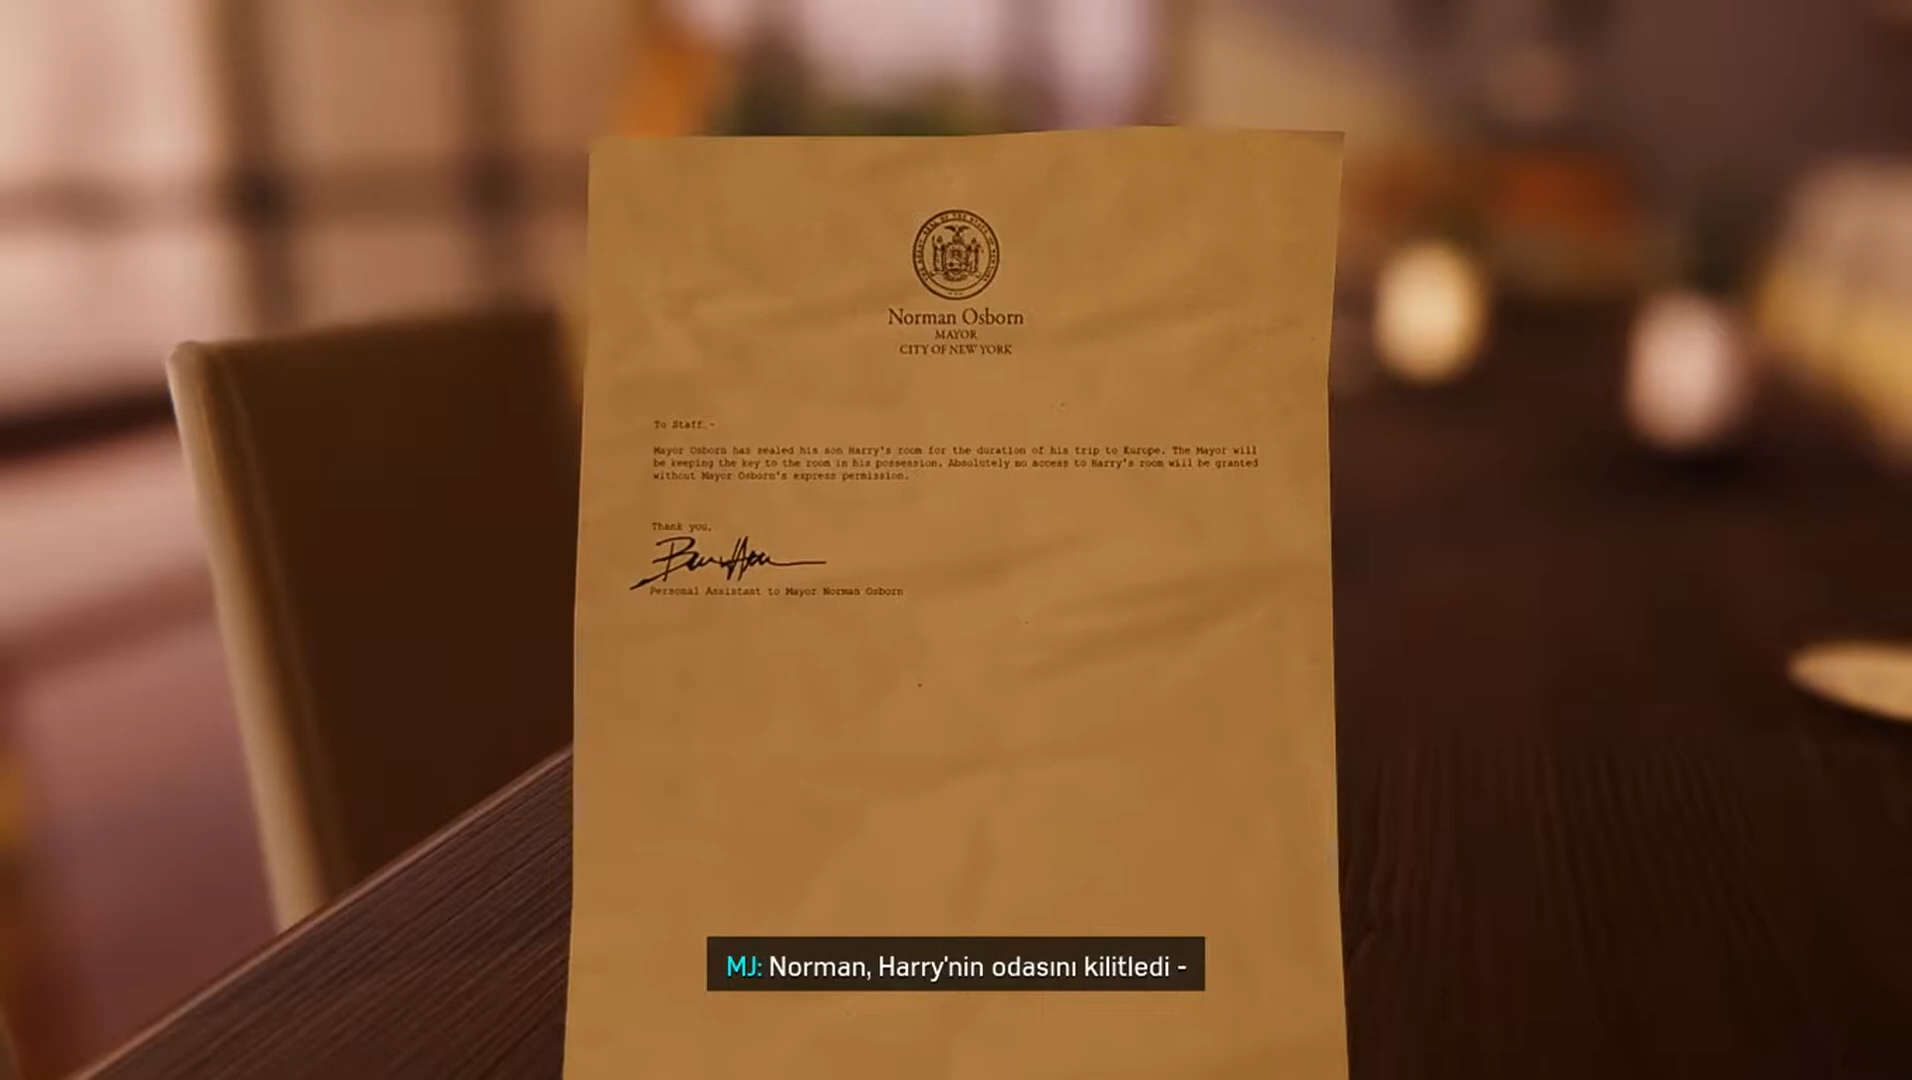 Norman Osborn
MAYOR
CITY OF NEW YORK
To Staff -
Mayor Osborn has sealed his son Harry's room for the duration of his trip to Europe. The Mayor will
be keeping the key to the room in his possession. Absolutely no access to Harry's room will be granted
without Mayor Osborn's express permission.
Thank you,
Personal Assistant to Mayor Norman Osborn
MJ: Norman, Harry'nin odasını kilitledi -